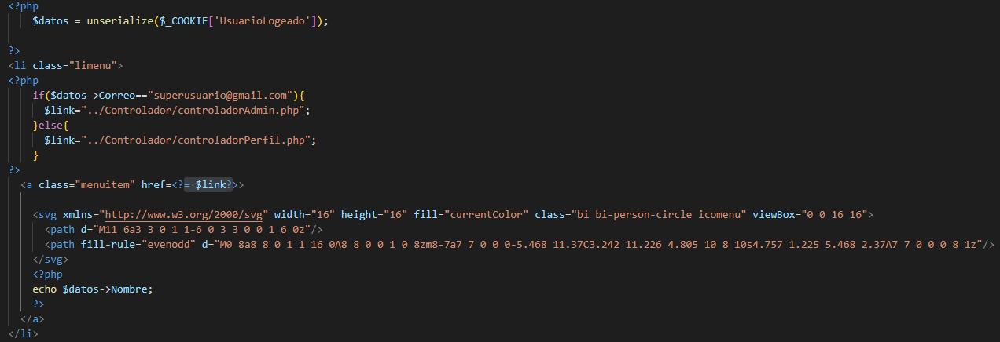 <?php
$datos = unserialize($_COOKIE['UsuarioLogeado']);
?>
<li class="limenu">
<?php
if($datos->Correo=="superusuario@gmail.com"){
$link="../Controlador/controladorAdmin.php";
}else{
$link="../Controlador/controladorPerfil.php";
}
?>
<a class="menuitem" href=<?= $link?>>
<svg xmlns="http://www.w3.org/2000/svg" width="16" height="16" fill="currentColor" class="bi bi-person-circle icomenu" viewBox="0 0 16 16">
<path d="M11 6a3 3 0 1 1-6 0 3 3 0 0 1 6 0z"/>
<path fill-rule="evenodd" d="M0 8a8 8 0 1 1 16 0A8 8 0 0 1 0 8zm8-7a7 7 0 0 0-5.468 11.37C3.242 11.226 4.805 10 8 10s4.757 1.225 5.468 2.37A7 7 0 0 0 8 1z"/>
</svg>
<?php
echo $datos->Nombre;
?>
</a>
</li>